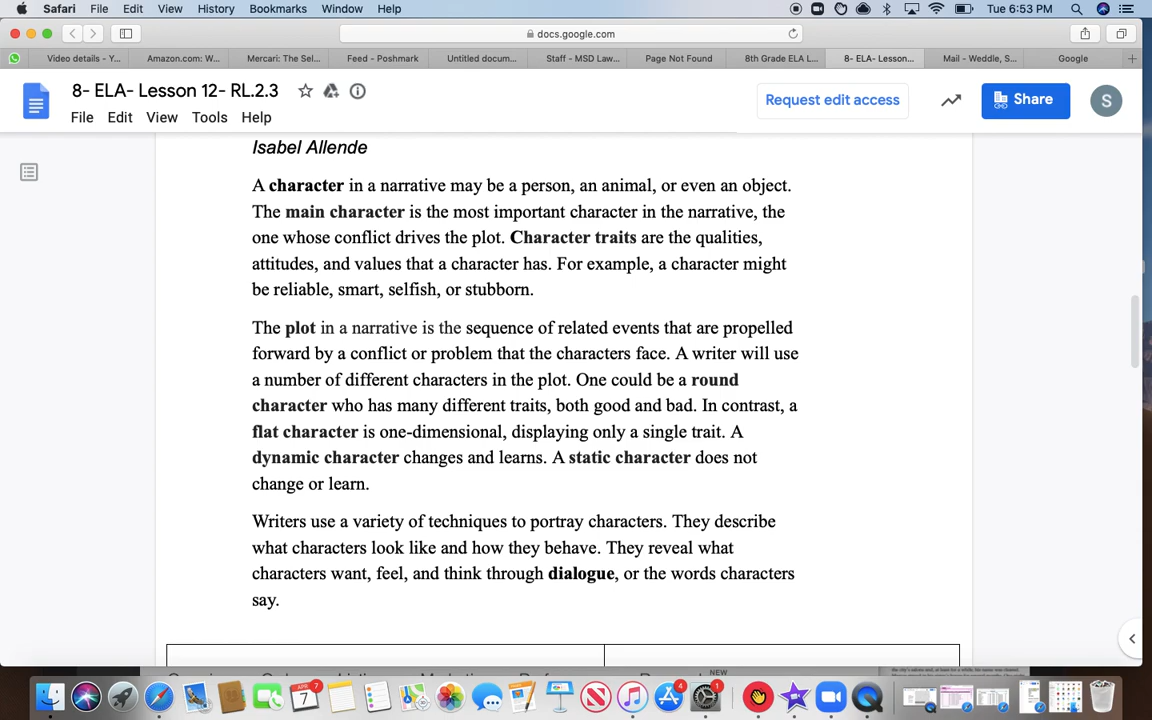 Safari File Edit View History Bookmarks Window Help Tue 6:53 PM
docs.google.com
Video details - Y... Amazon.com: W... Mercari: The Sel... Feed - Poshmark Untitled docum... Staff - MSD Law... Page Not Found 8th Grade ELA L... 8- ELA- Lesson... Mail - Weddle, S... Google
8- ELA- Lesson 12- RL.2.3
Request edit access
Share
S
File Edit View Tools Help
Isabel Allende
A character in a narrative may be a person, an animal, or even an object.
The main character is the most important character in the narrative, the
one whose conflict drives the plot. Character traits are the qualities,
attitudes, and values that a character has. For example, a character might
be reliable, smart, selfish, or stubborn.
The plot in a narrative is the sequence of related events that are propelled
forward by a conflict or problem that the characters face. A writer will use
a number of different characters in the plot. One could be a round
character who has many different traits, both good and bad. In contrast, a
flat character is one-dimensional, displaying only a single trait. A
dynamic character changes and learns. A static character does not
change or learn.
Writers use a variety of techniques to portray characters. They describe
what characters look like and how they behave. They reveal what
characters want, feel, and think through dialogue, or the words characters
say.
NEW
APR 7
7
4
1